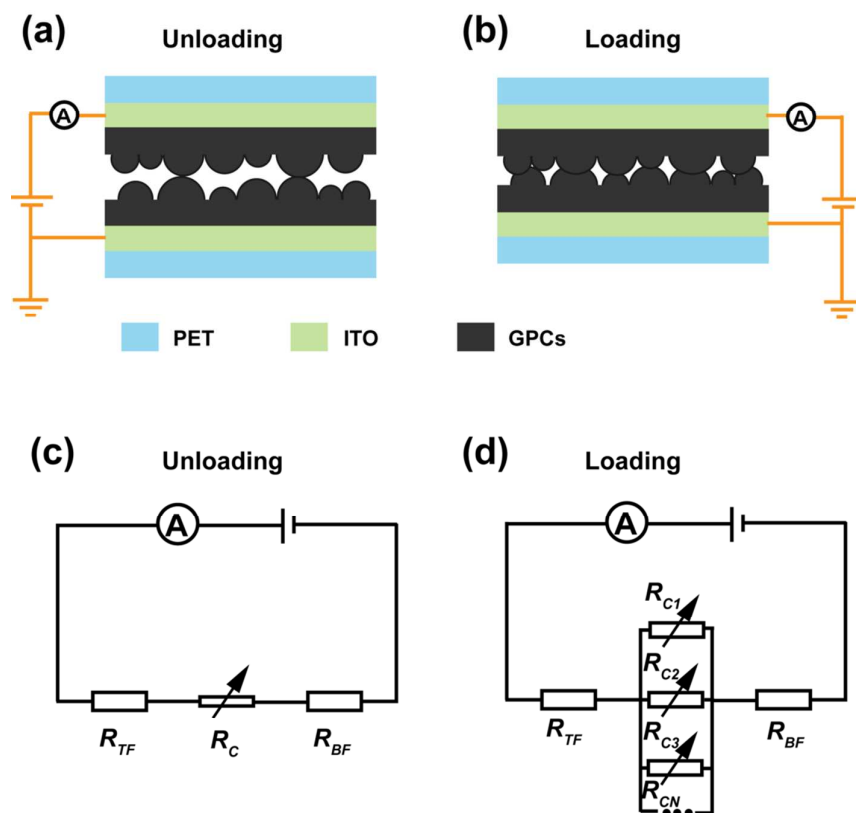 (a) Unloading
(b) Loading
A
A
PET ITO GPCs
(c) Unloading
(d) Loading
A
A
R_TF R_C R_BF
R_C1
R_C2
R_TF R_C3 R_BF
R_CN